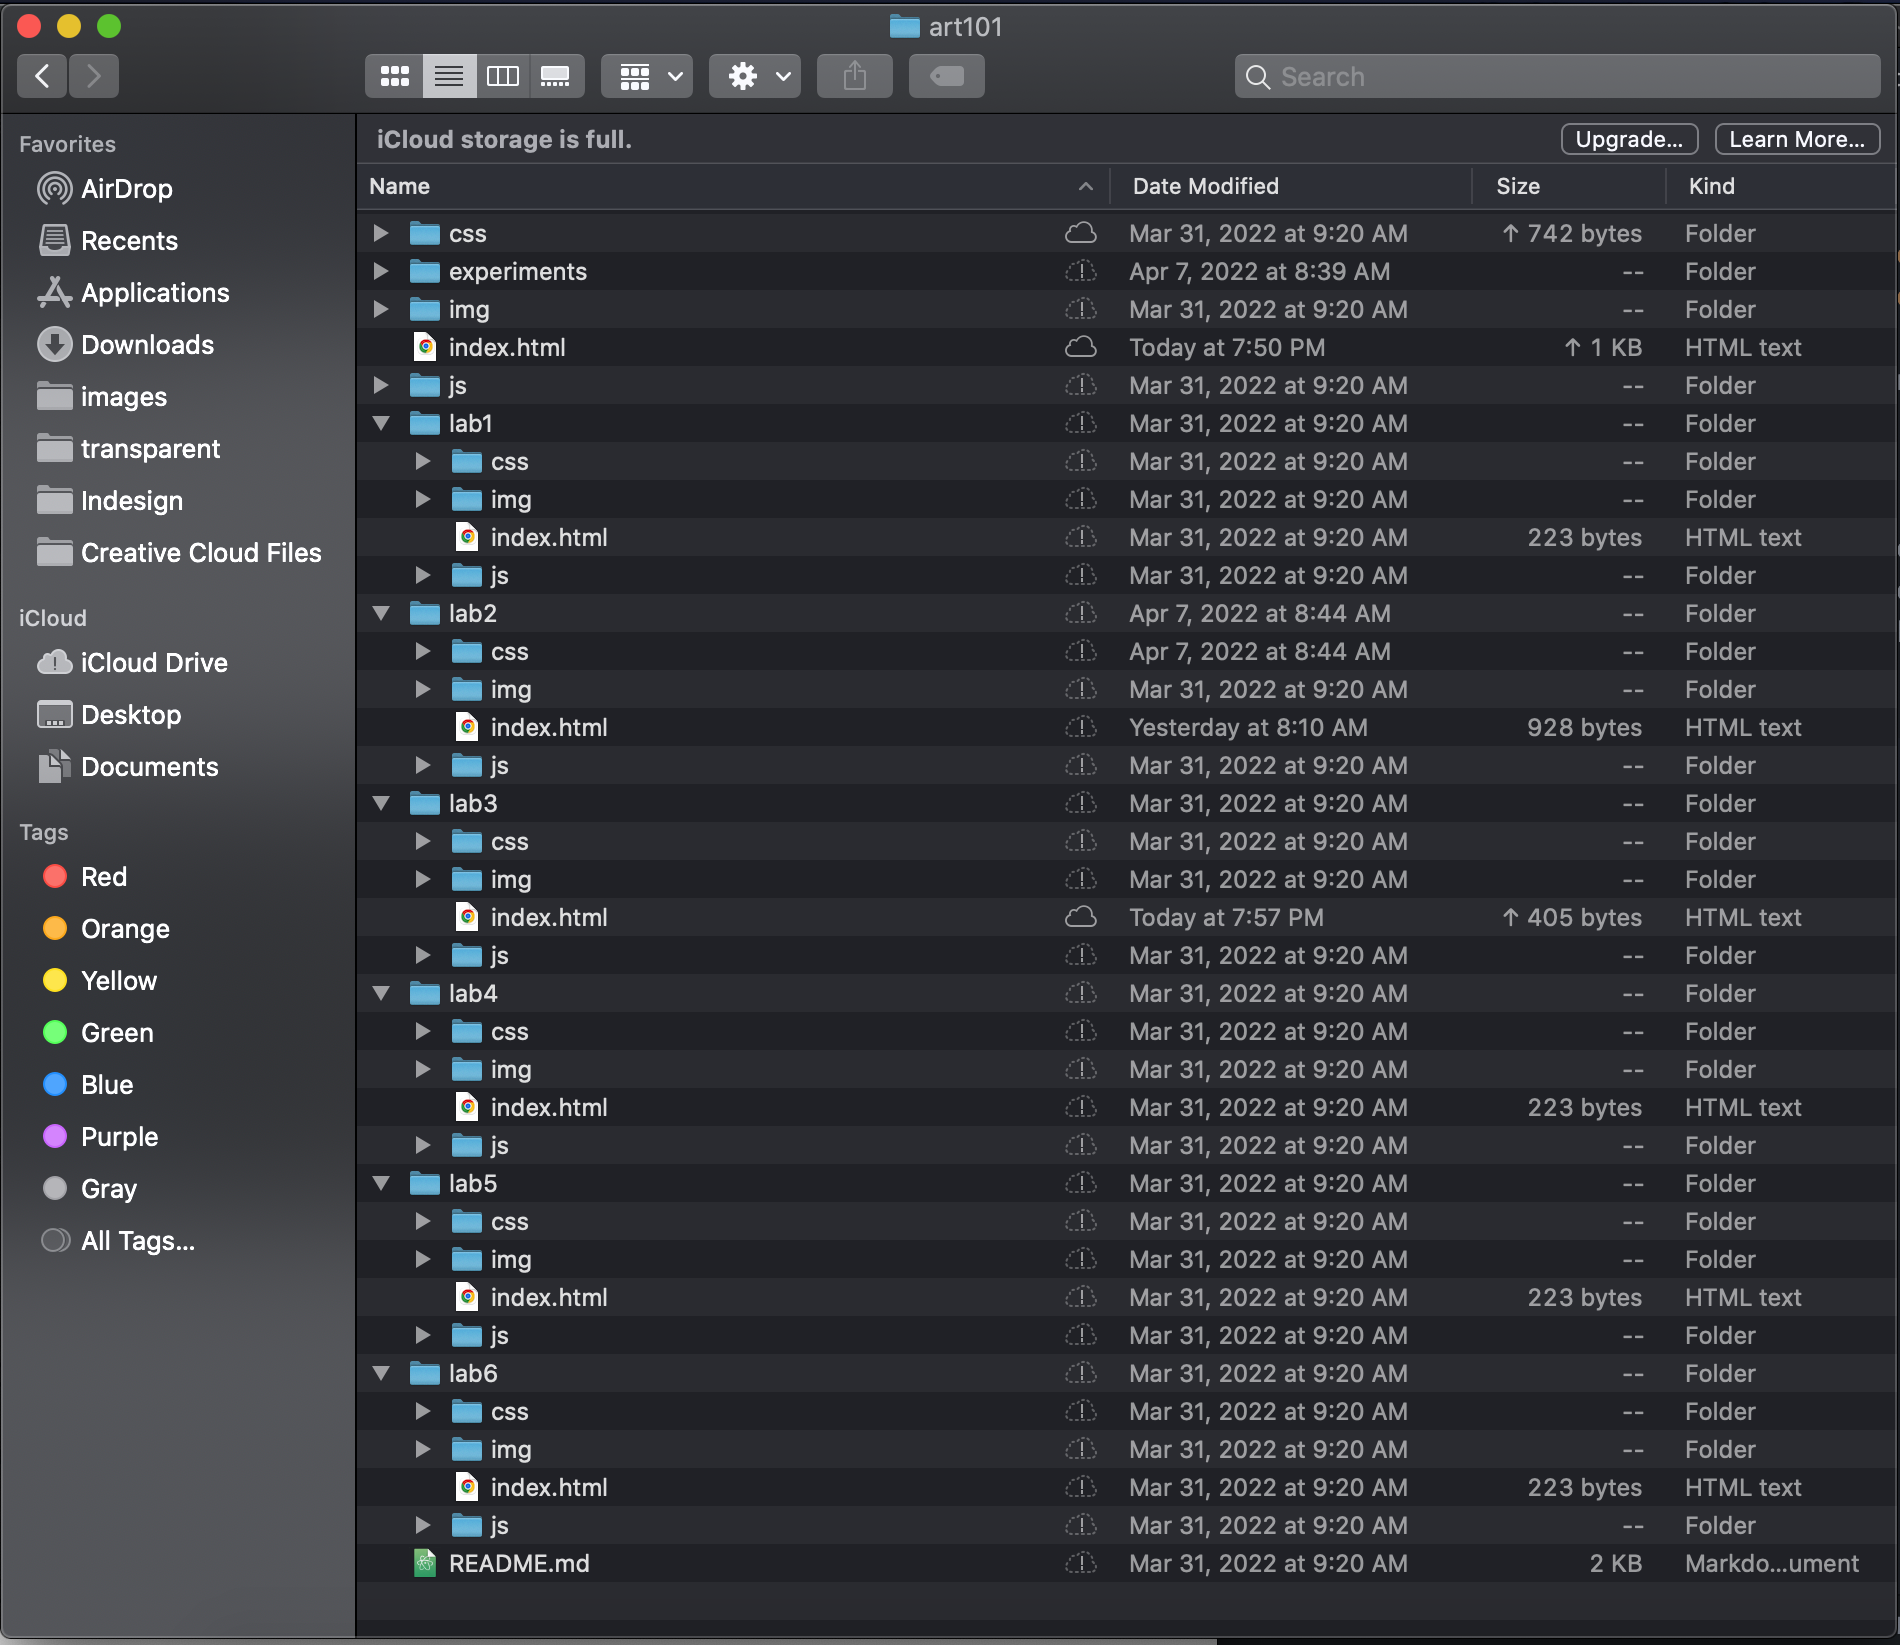 art101
Search
Favorites
AirDrop
Recents
Applications
Downloads
images
transparent
Indesign
Creative Cloud Files
iCloud
iCloud Drive
Desktop
Documents
Tags
Red
Orange
Yellow
Green
Blue
Purple
Gray
All Tags...
iCloud storage is full. Upgrade... Learn More...
Name Date Modified Size Kind
css Mar 31, 2022 at 9:20 AM ↑ 742 bytes Folder
experiments Apr 7, 2022 at 8:39 AM -- Folder
img Mar 31, 2022 at 9:20 AM -- Folder
index.html Today at 7:50 PM ↑ 1 KB HTML text
js Mar 31, 2022 at 9:20 AM -- Folder
lab1 Mar 31, 2022 at 9:20 AM -- Folder
css Mar 31, 2022 at 9:20 AM -- Folder
img Mar 31, 2022 at 9:20 AM -- Folder
index.html Mar 31, 2022 at 9:20 AM 223 bytes HTML text
js Mar 31, 2022 at 9:20 AM -- Folder
lab2 Apr 7, 2022 at 8:44 AM -- Folder
css Apr 7, 2022 at 8:44 AM -- Folder
img Mar 31, 2022 at 9:20 AM -- Folder
index.html Yesterday at 8:10 AM 928 bytes HTML text
js Mar 31, 2022 at 9:20 AM -- Folder
lab3 Mar 31, 2022 at 9:20 AM -- Folder
css Mar 31, 2022 at 9:20 AM -- Folder
img Mar 31, 2022 at 9:20 AM -- Folder
index.html Today at 7:57 PM ↑ 405 bytes HTML text
js Mar 31, 2022 at 9:20 AM -- Folder
lab4 Mar 31, 2022 at 9:20 AM -- Folder
css Mar 31, 2022 at 9:20 AM -- Folder
img Mar 31, 2022 at 9:20 AM -- Folder
index.html Mar 31, 2022 at 9:20 AM 223 bytes HTML text
js Mar 31, 2022 at 9:20 AM -- Folder
lab5 Mar 31, 2022 at 9:20 AM -- Folder
css Mar 31, 2022 at 9:20 AM -- Folder
img Mar 31, 2022 at 9:20 AM -- Folder
index.html Mar 31, 2022 at 9:20 AM 223 bytes HTML text
js Mar 31, 2022 at 9:20 AM -- Folder
lab6 Mar 31, 2022 at 9:20 AM -- Folder
css Mar 31, 2022 at 9:20 AM -- Folder
img Mar 31, 2022 at 9:20 AM -- Folder
index.html Mar 31, 2022 at 9:20 AM 223 bytes HTML text
js Mar 31, 2022 at 9:20 AM -- Folder
README.md Mar 31, 2022 at 9:20 AM 2 KB Markdo...ument